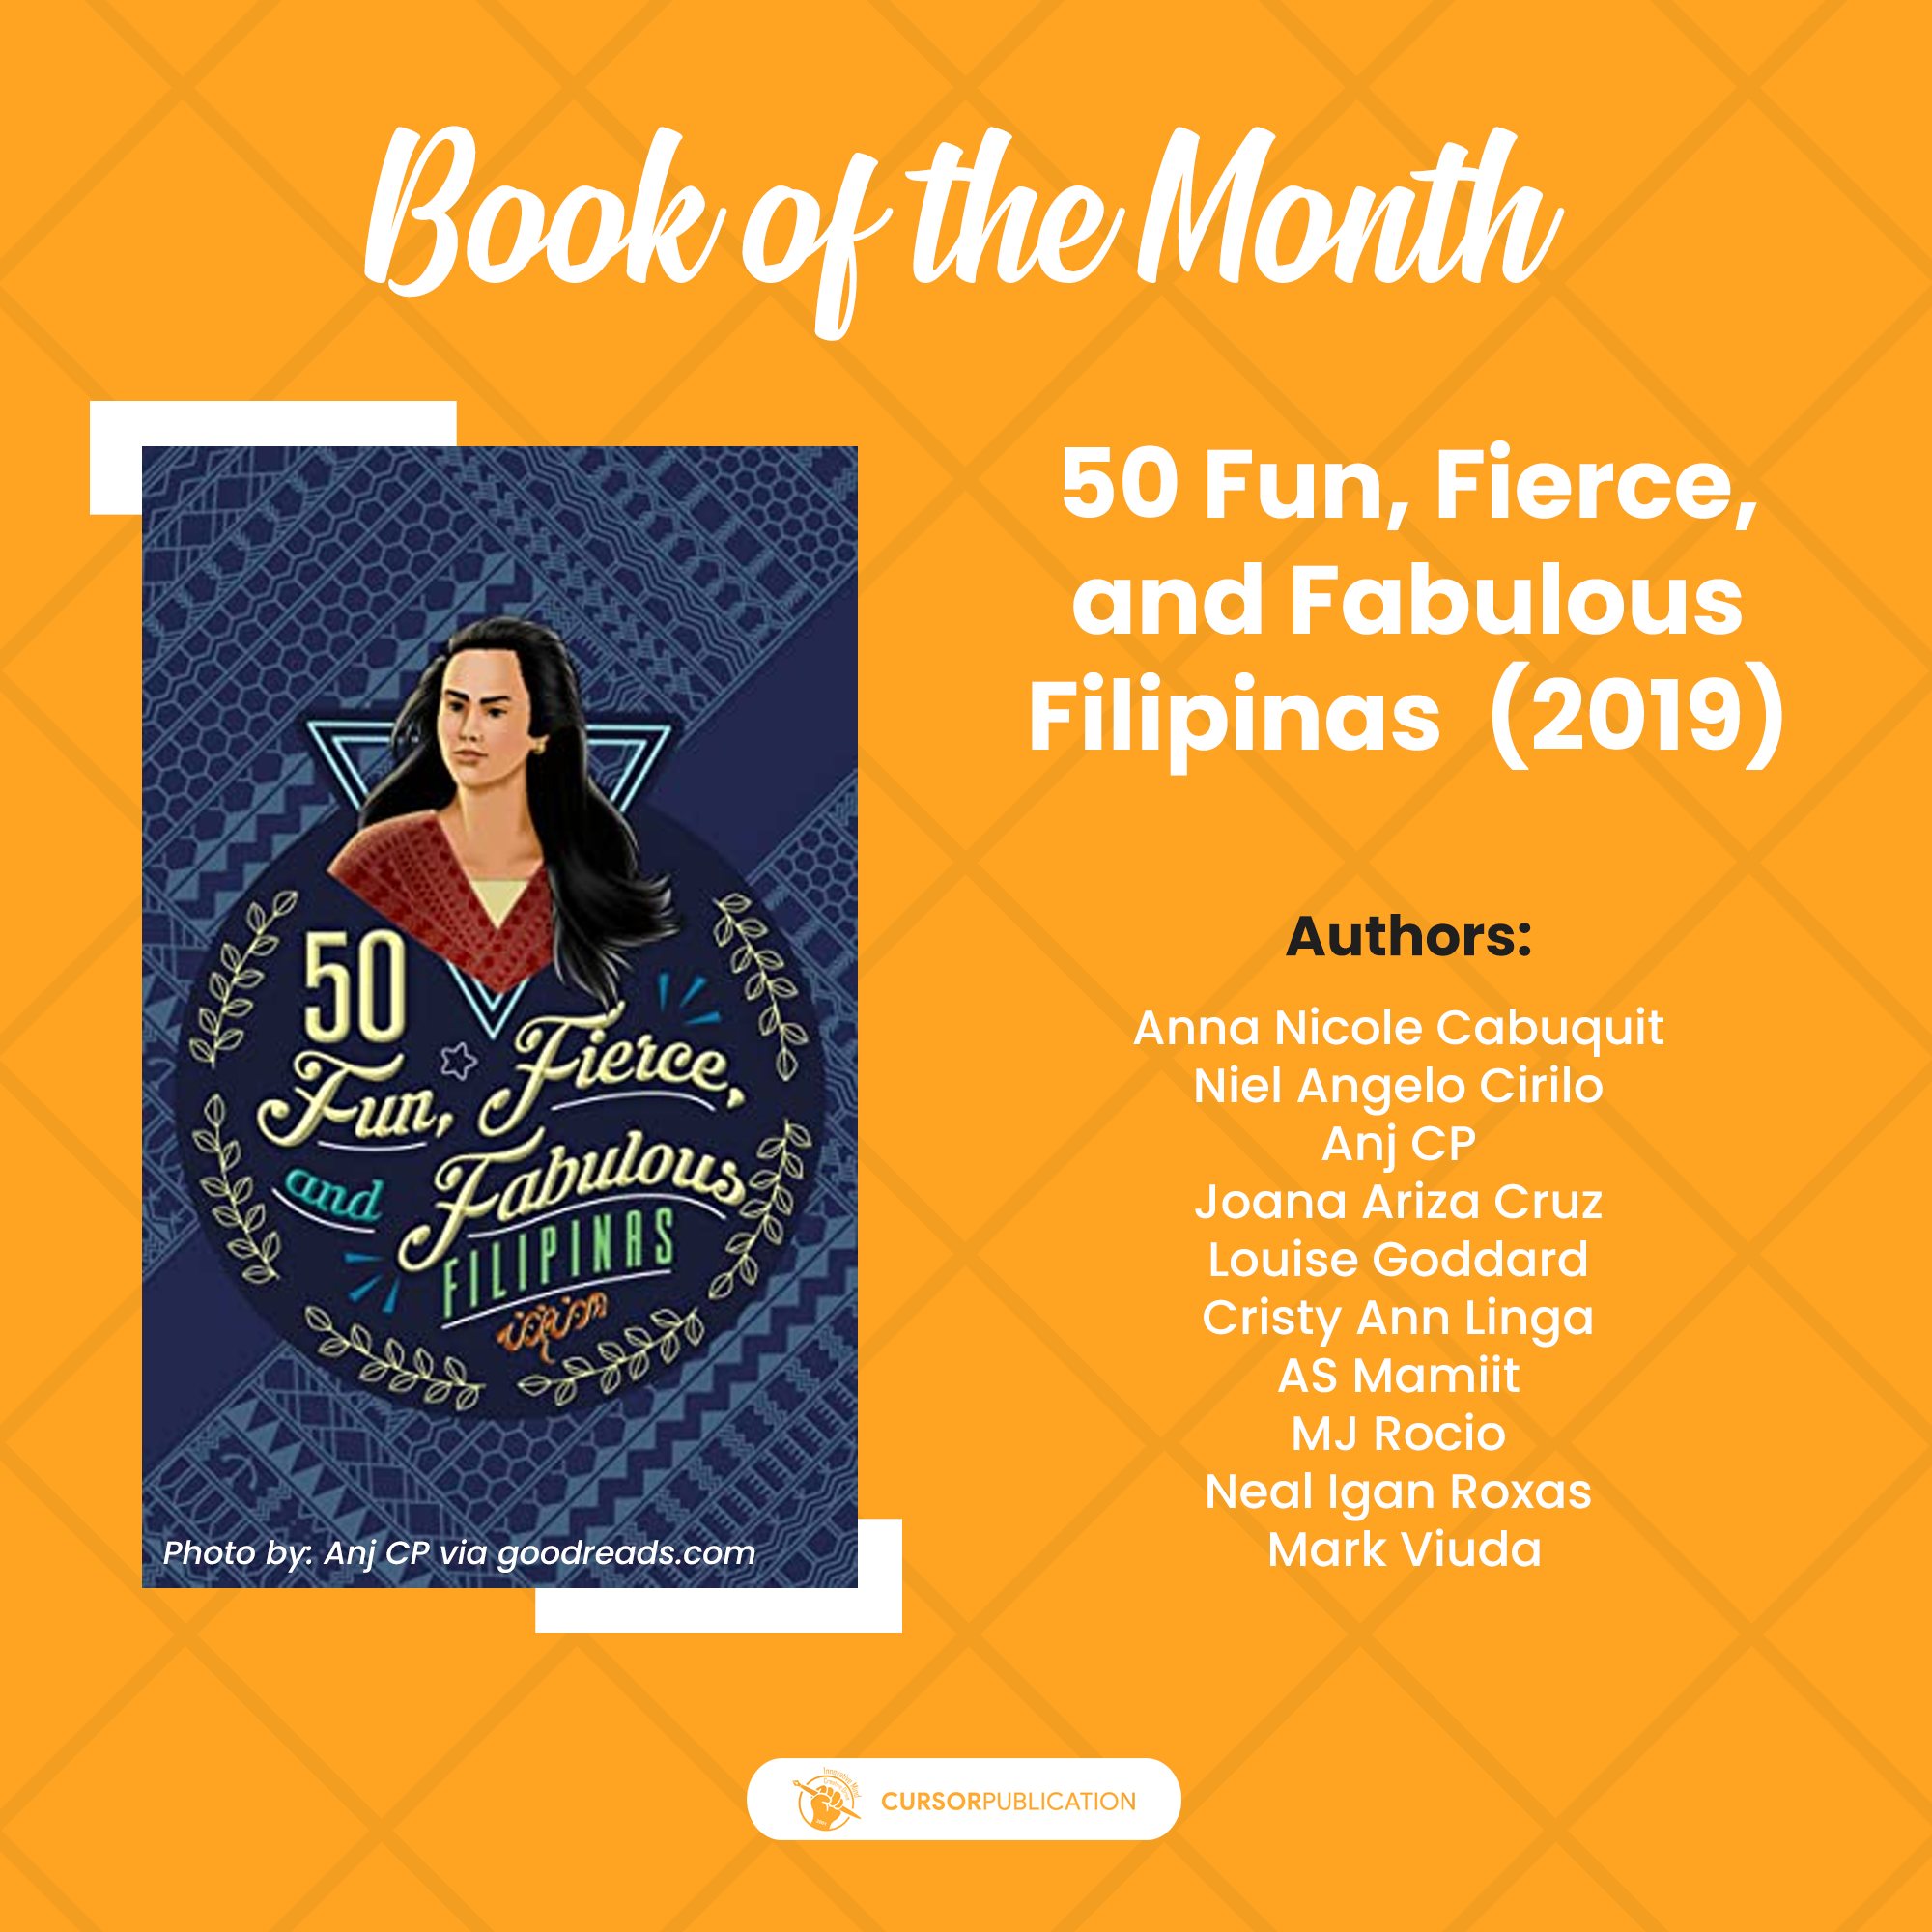 Book of the Month
50 Fun, Fierce,
and Fabulous
Filipinas (2019)
50
Fun, Fierce,
and Fabulous
FILIPINAS
Photo by: Anj CP via goodreads.com
Authors:
Anna Nicole Cabuquit
Niel Angelo Cirilo
Anj CP
Joana Ariza Cruz
Louise Goddard
Cristy Ann Linga
AS Mamiit
MJ Rocio
Neal Igan Roxas
Mark Viuda
CURSORPUBLICATION